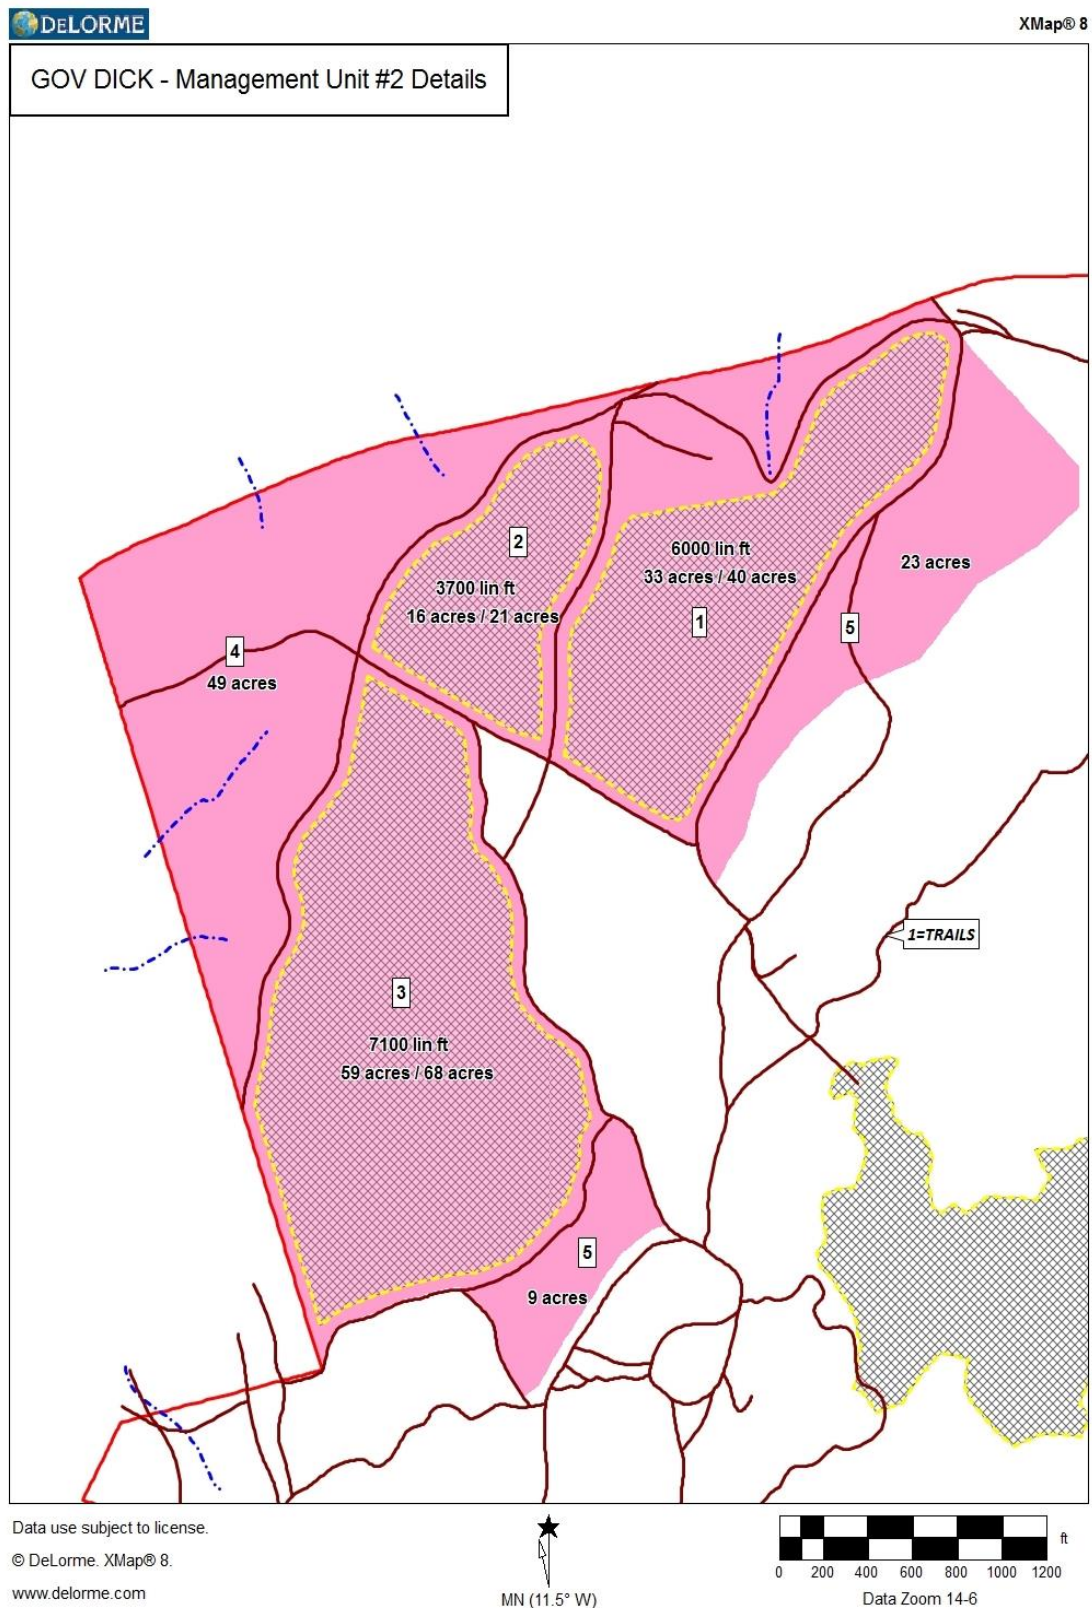 DELORME
XMap® 8
GOV DICK - Management Unit #2 Details
2
6000 lin ft
33 acres / 40 acres
1
23 acres
3700 lin ft
16 acres / 21 acres
5
4
49 acres
1=TRAILS
3
7100 lin ft
59 acres / 68 acres
5
9 acres
Data use subject to license.
© DeLorme. XMap® 8.
www.delorme.com
MN (11.5° W)
ft
0 200 400 600 800 1000 1200
Data Zoom 14-6